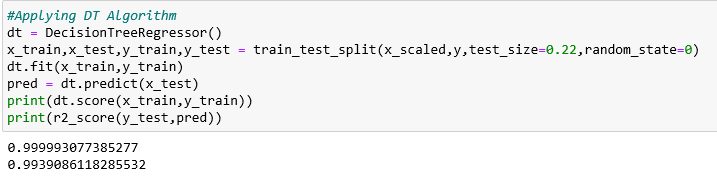 #Applying DT Algorithm
dt = DecisionTreeRegressor()
x_train,x_test,y_train,y_test = train_test_split(x_scaled,y,test_size=0.22,random_state=0)
dt.fit(x_train,y_train)
pred = dt.predict(x_test)
print(dt.score(x_train,y_train))
print(r2_score(y_test,pred))
0.999993077385277
0.9939086118285532